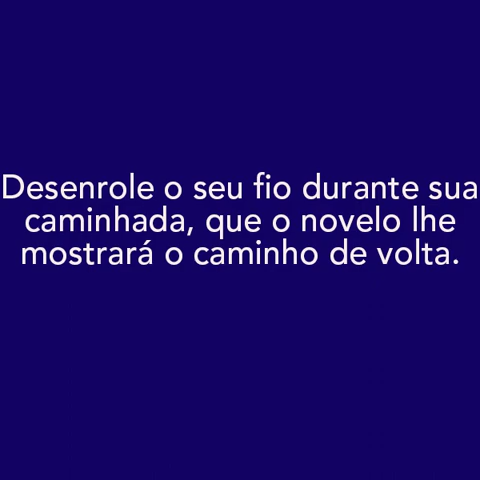 Desenrole o seu fio durante sua
caminhada, que o novelo lhe
mostrará o caminho de volta.